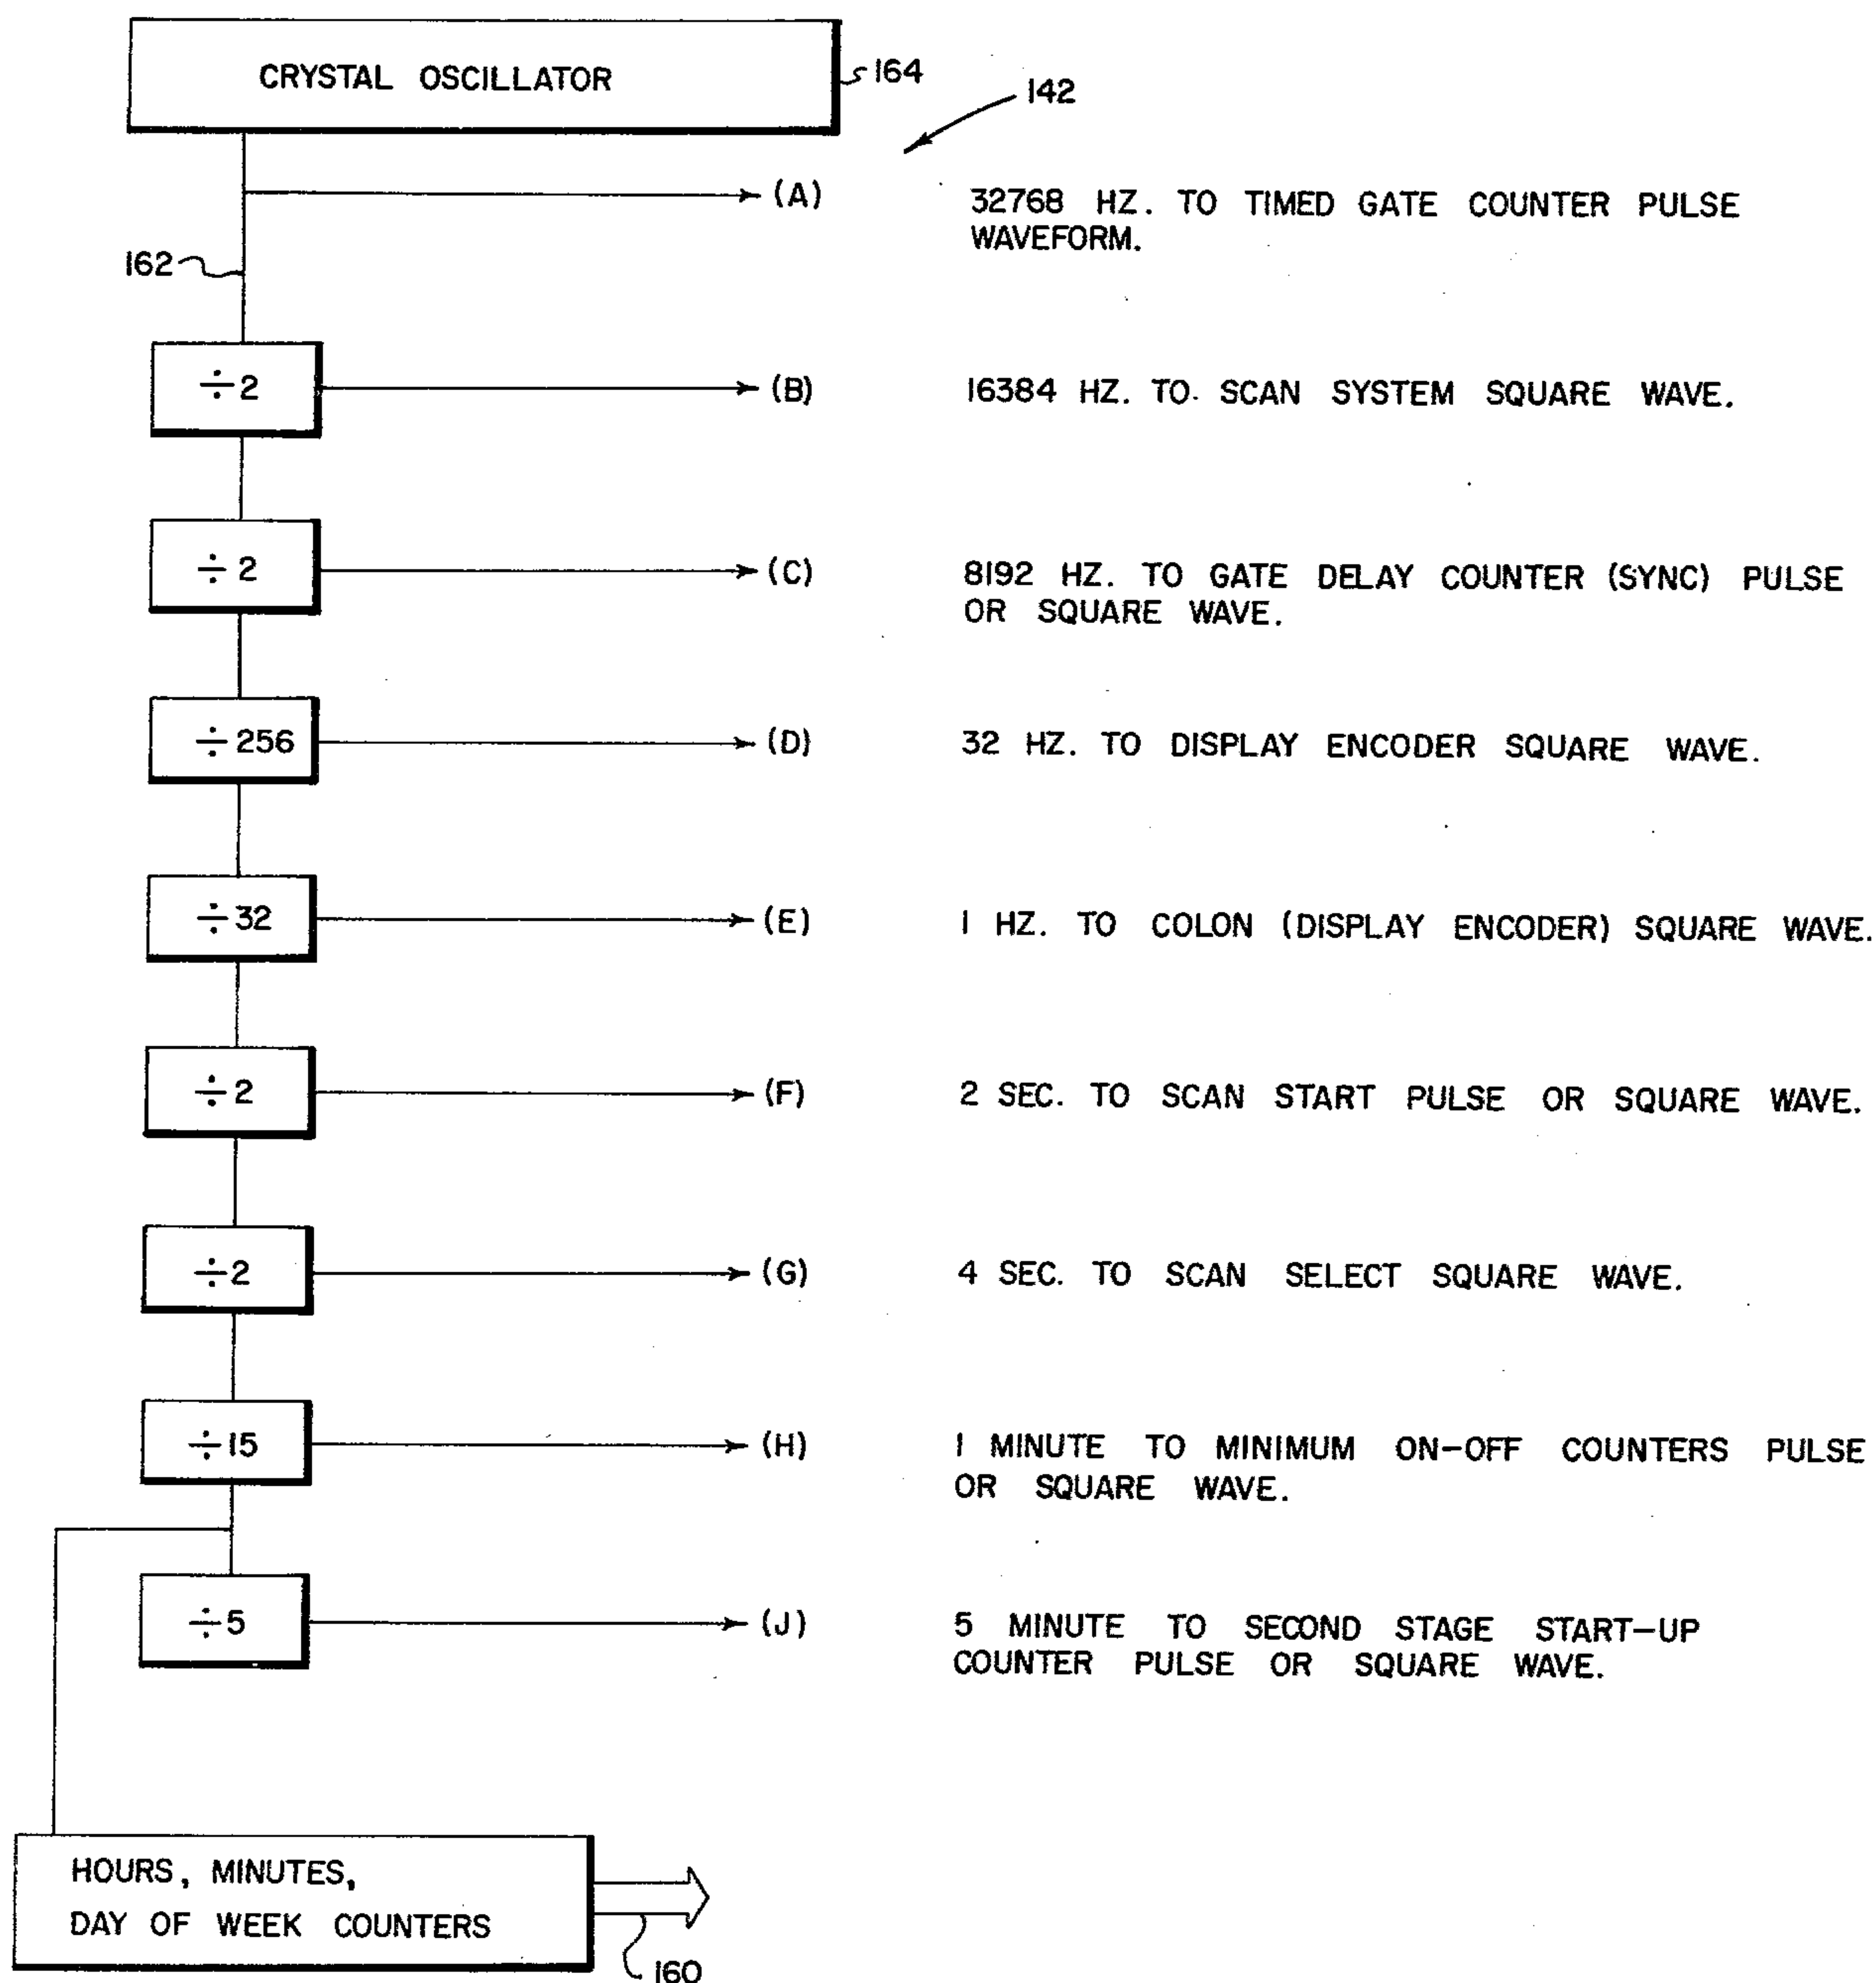 CRYSTAL OSCILLATOR
164
142
(A)
32768 HZ. TO TIMED GATE COUNTER PULSE
WAVEFORM.
162
÷2
(B)
16384 HZ. TO SCAN SYSTEM SQUARE WAVE.
÷2
(C)
8192 HZ. TO GATE DELAY COUNTER (SYNC) PULSE
OR SQUARE WAVE.
÷256
(D)
32 HZ. TO DISPLAY ENCODER SQUARE WAVE.
÷32
(E)
1 HZ. TO COLON (DISPLAY ENCODER) SQUARE WAVE.
÷2
(F)
2 SEC. TO SCAN START PULSE OR SQUARE WAVE.
÷2
(G)
4 SEC. TO SCAN SELECT SQUARE WAVE.
÷15
(H)
1 MINUTE TO MINIMUM ON-OFF COUNTERS PULSE
OR SQUARE WAVE.
÷5
(J)
5 MINUTE TO SECOND STAGE START-UP
COUNTER PULSE OR SQUARE WAVE.
HOURS, MINUTES,
DAY OF WEEK COUNTERS
160